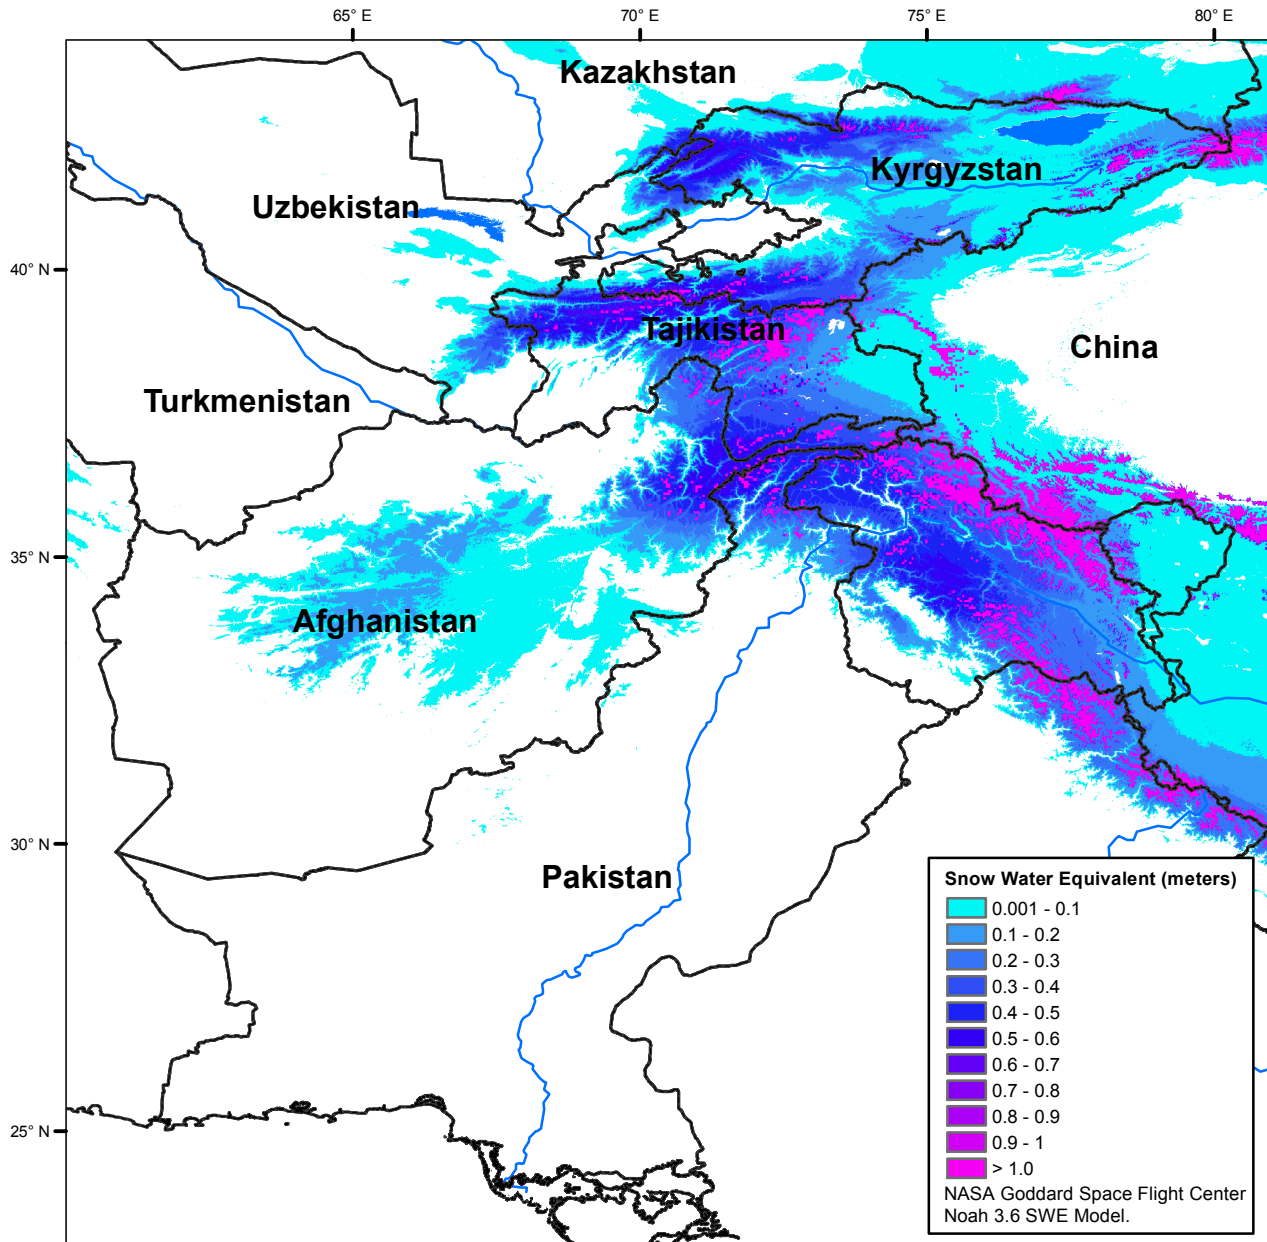 65° E
70° E
75° E
80° E
Kazakhstan
Kyrgyzstan
Uzbekistan
40° N
Tajikistan
China
Turkmenistan
35° N
Afghanistan
30° N
Pakistan
25° N
Snow Water Equivalent (meters)
0.001 - 0.1
0.1 - 0.2
0.2 - 0.3
0.3 - 0.4
0.4 - 0.5
0.5 - 0.6
0.6 - 0.7
0.7 - 0.8
0.8 - 0.9
0.9 - 1
> 1.0
NASA Goddard Space Flight Center
Noah 3.6 SWE Model.